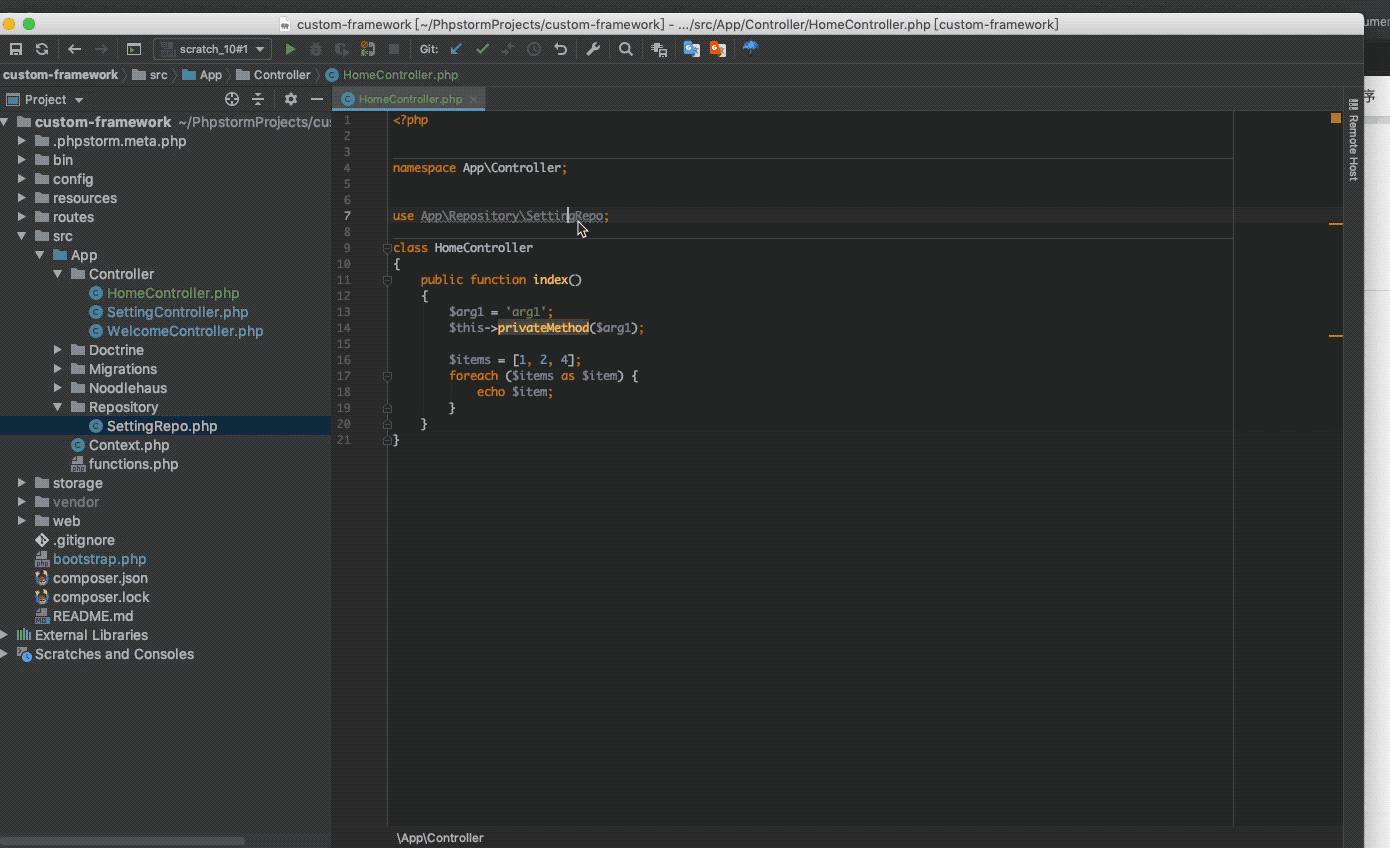 custom-framework [~/PhpstormProjects/custom-framework] - .../src/App/Controller/HomeController.php [custom-framework]
scratch_10#1
Git:
custom-framework src App Controller HomeController.php
Project
HomeController.php
custom-framework ~/PhpstormProjects/cu
.phpstorm.meta.php
bin
config
resources
routes
src
App
Controller
HomeController.php
SettingController.php
WelcomeController.php
Doctrine
Migrations
Noodlehaus
Repository
SettingRepo.php
Context.php
functions.php
storage
vendor
web
.gitignore
bootstrap.php
composer.json
composer.lock
README.md
External Libraries
Scratches and Consoles
1 <?php
2
3
4 namespace App\Controller;
5
6
7 use App\Repository\SettingRepo;
8
9 class HomeController
10 {
11 public function index()
12 {
13 $arg1 = 'arg1';
14 $this->privateMethod($arg1);
15
16 $items = [1, 2, 4];
17 foreach ($items as $item) {
18 echo $item;
19 }
20 }
21 }
\App\Controller
Remote Host
序